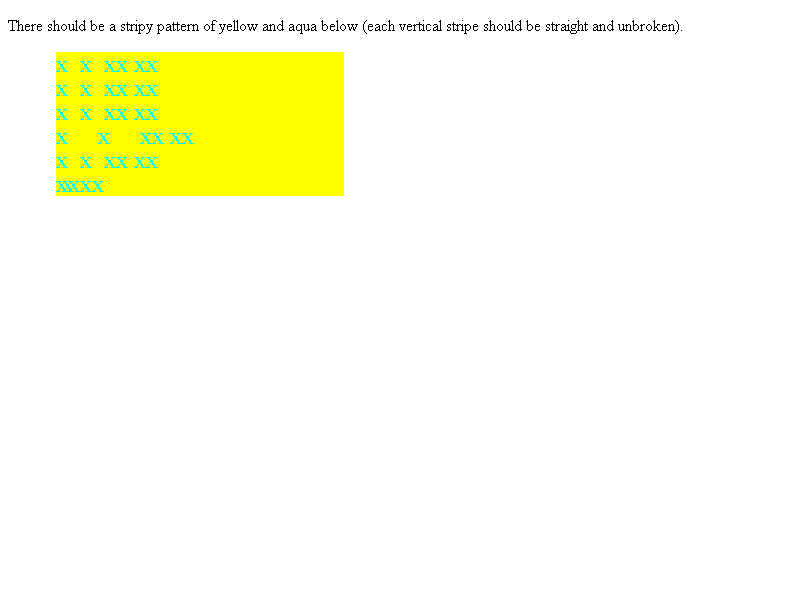 There should be a stripy pattern of yellow and aqua below (each vertical stripe should be straight and unbroken).
X X XX XX
X X XX XX
X X XX XX
X X XX XX
X X XX XX
XXXXX